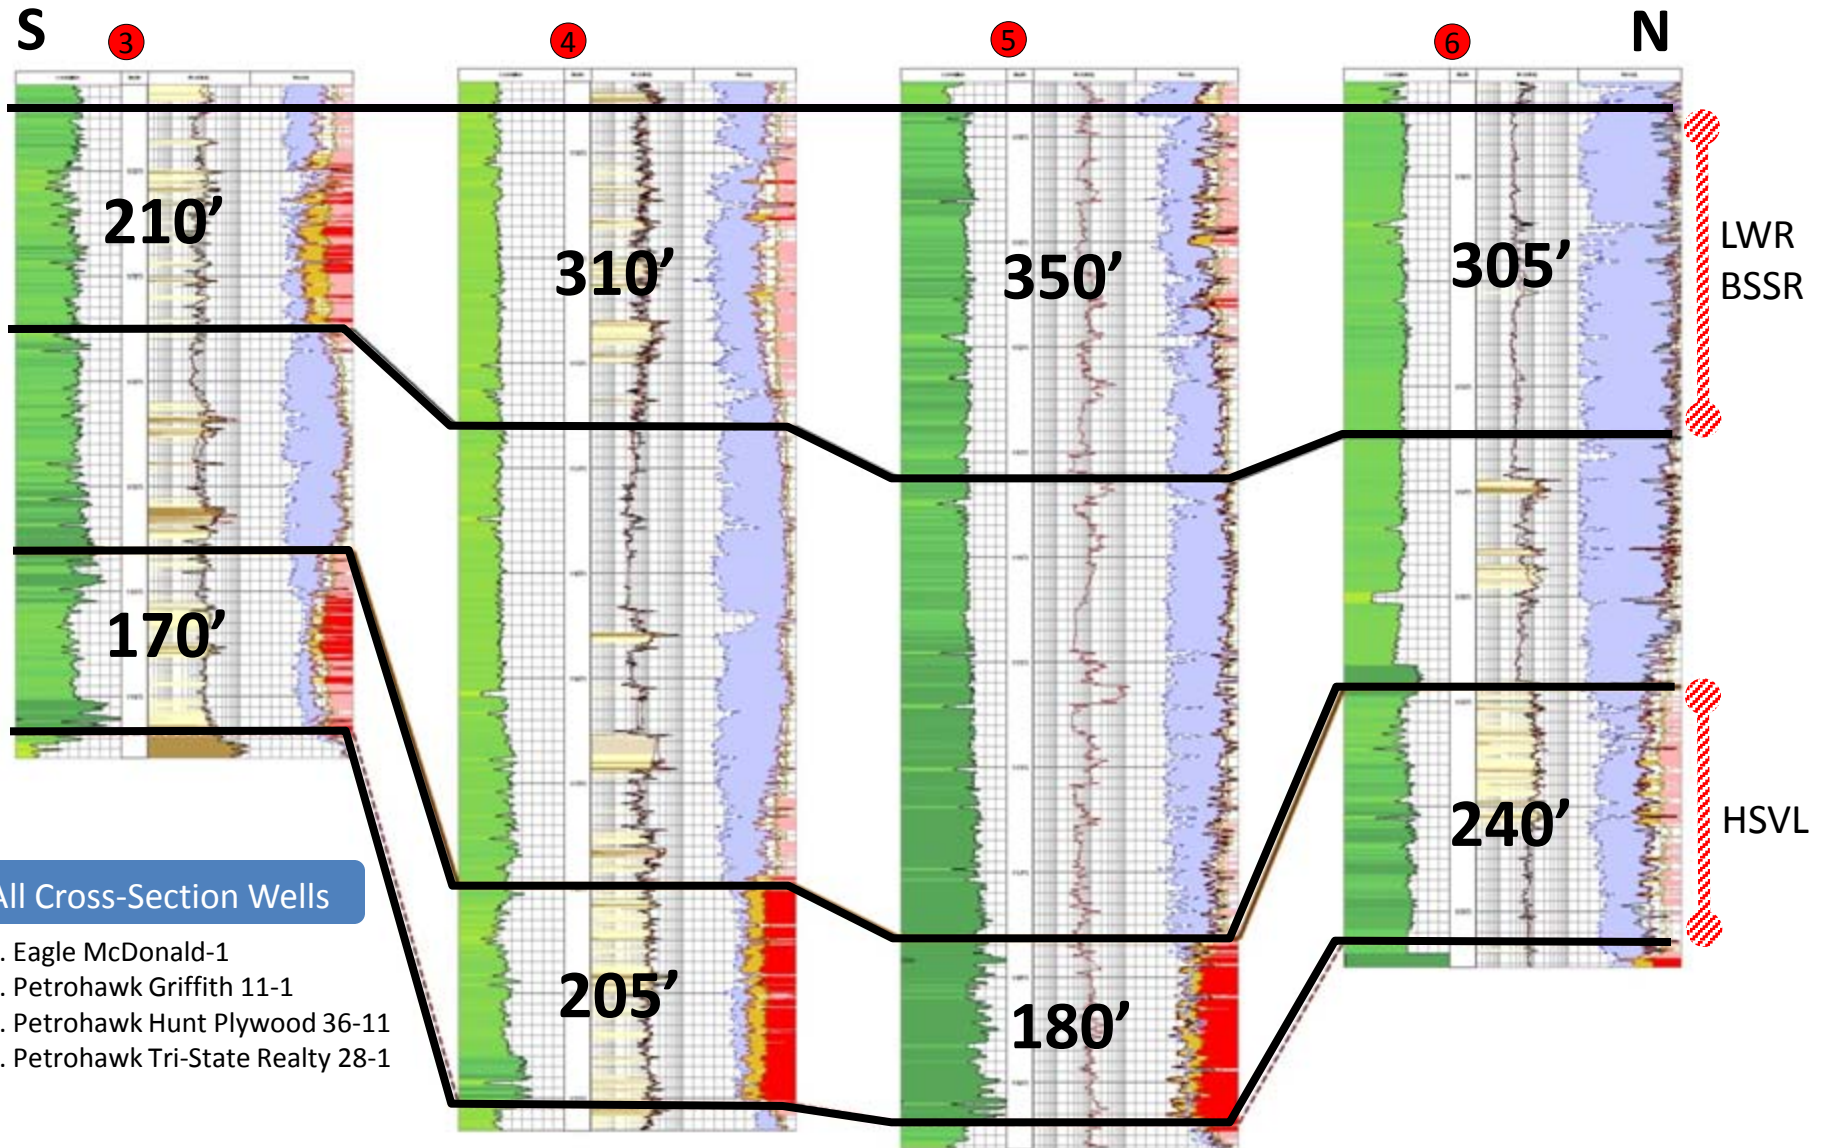 S
3
4
5
6
N
210’
310’
350’
305’
LWR
BSSR
170’
205’
180’
240’
HSVL
All Cross-Section Wells
. Eagle McDonald-1
. Petrohawk Griffith 11-1
. Petrohawk Hunt Plywood 36-11
. Petrohawk Tri-State Realty 28-1